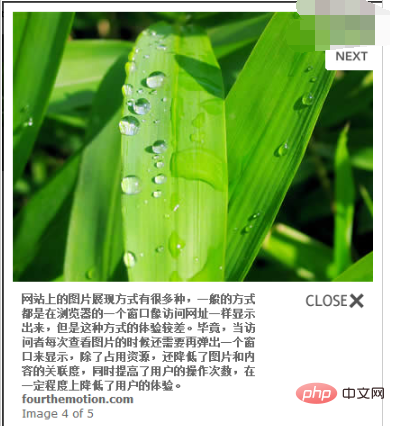 NEXT
网站上的图片展现方式有很多种，一般的方式
都是在浏览器的一个窗口像访问网址一样显示
出来，但是这种方式的体验较差。毕竟，当访
问者每次查看图片的时候还需要再弹出一个窗
口来显示，除了占用资源，还降低了图片和内
容的关联度，同时提高了用户的操作次数，在
一定程度上降低了用户的体验。
fourthemotion.com
Image 4 of 5
CLOSE
php 中文网